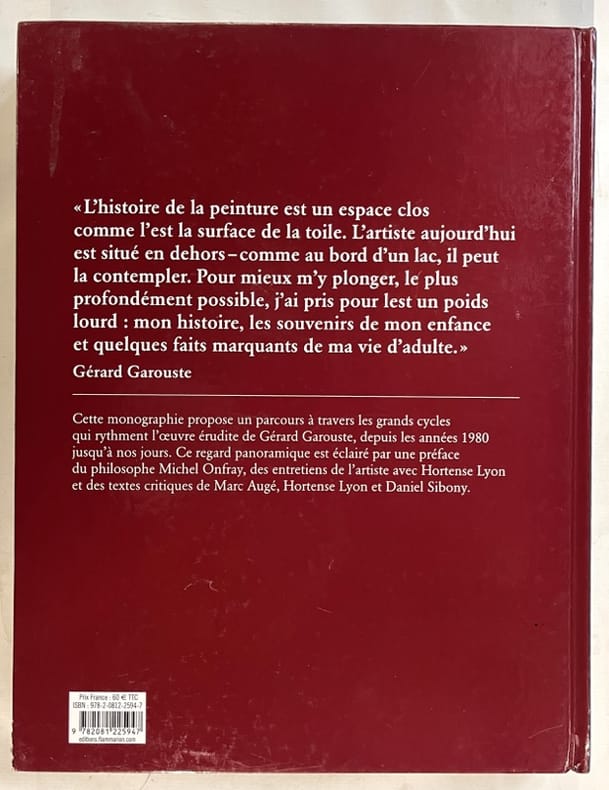 « L'histoire de la peinture est un espace clos
comme l'est la surface de la toile. L'artiste aujourd'hui
est situé en dehors – comme au bord d'un lac, il peut
la contempler. Pour mieux m'y plonger, le plus
profondément possible, j'ai pris pour lest un poids
lourd : mon histoire, les souvenirs de mon enfance
et quelques faits marquants de ma vie d'adulte. »
Gérard Garouste
Cette monographie propose un parcours à travers les grands cycles
qui rythment l'œuvre érudite de Gérard Garouste, depuis les années 1980
jusqu'à nos jours. Ce regard panoramique est éclairé par une préface
du philosophe Michel Onfray, des entretiens de l'artiste avec Hortense Lyon
et des textes critiques de Marc Augé, Hortense Lyon et Daniel Sibony.
Prix France : 60 € TTC
ISBN : 978-2-0812-2594-7
9 782081 225947
editions.flammarion.com